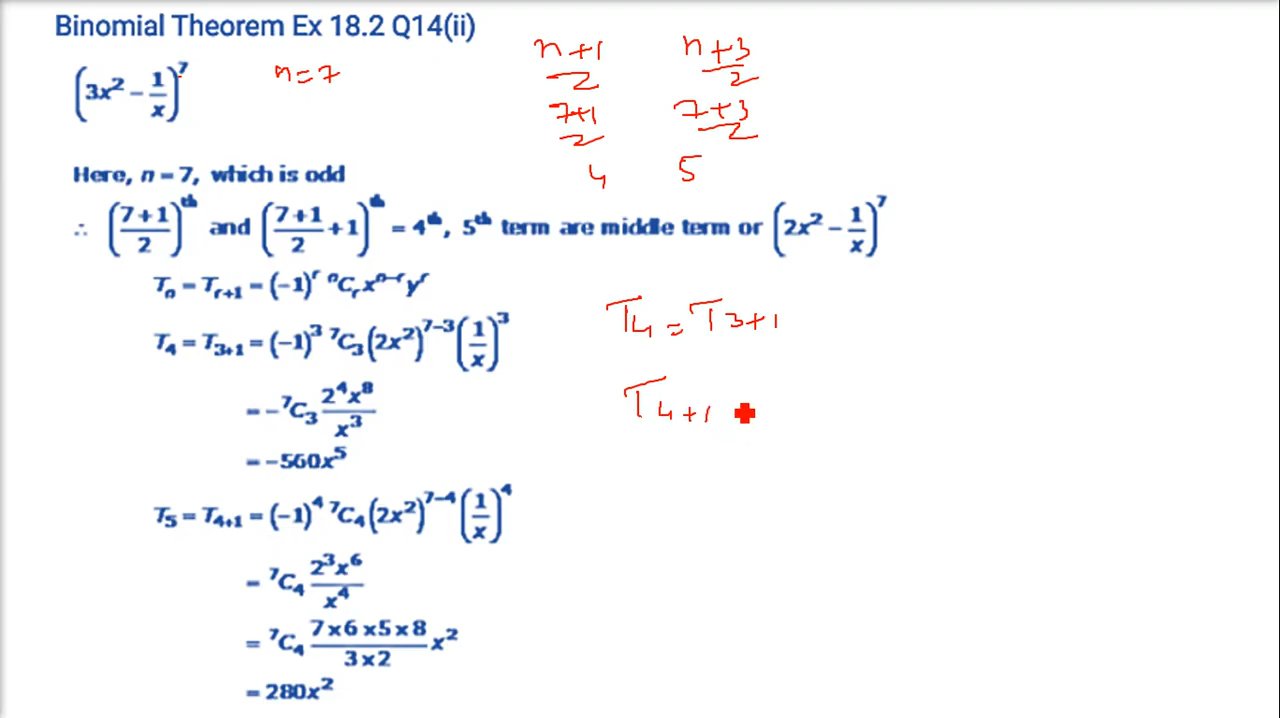 Binomial Theorem Ex 18.2 Q14(ii)
(3x² − 1/x)⁷
n = 7
n+1/2 n+3/2
7+1/2 7+3/2
4 5
Here, n = 7, which is odd
∴ ((7+1)/2)ᵗʰ and ((7+1)/2 + 1)ᵗʰ = 4ᵗʰ, 5ᵗʰ term are middle term or (2x² − 1/x)⁷
Tₙ = Tᵣ₊₁ = (−1)ʳ ⁿCᵣ xⁿ⁻ʳ yʳ
T₄ = T₃₊₁
T₄ = T₃₊₁ = (−1)³ ⁷C₃ (2x²)⁷⁻³ (1/x)³
T₄₊₁
= −⁷C₃ 2⁴x⁸/x³
= −560x⁵
T₅ = T₄₊₁ = (−1)⁴ ⁷C₄ (2x²)⁷⁻⁴ (1/x)⁴
= ⁷C₄ 2³x⁶/x⁴
= ⁷C₄ (7×6×5×8)/(3×2) x²
= 280x²